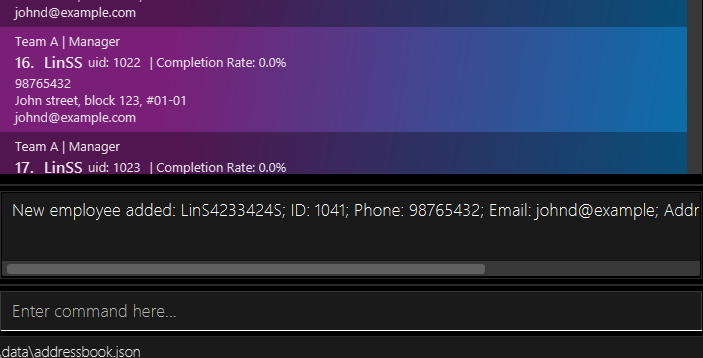 johnd@example.com
Team A | Manager
16. LinSS uid: 1022 | Completion Rate: 0.0%
98765432
John street, block 123, #01-01
johnd@example.com
Team A | Manager
17. LinSS uid: 1023 | Completion Rate: 0.0%
New employee added: LinS4233424S; ID: 1041; Phone: 98765432; Email: johnd@example; Addr
Enter command here...
\data\addressbook.json